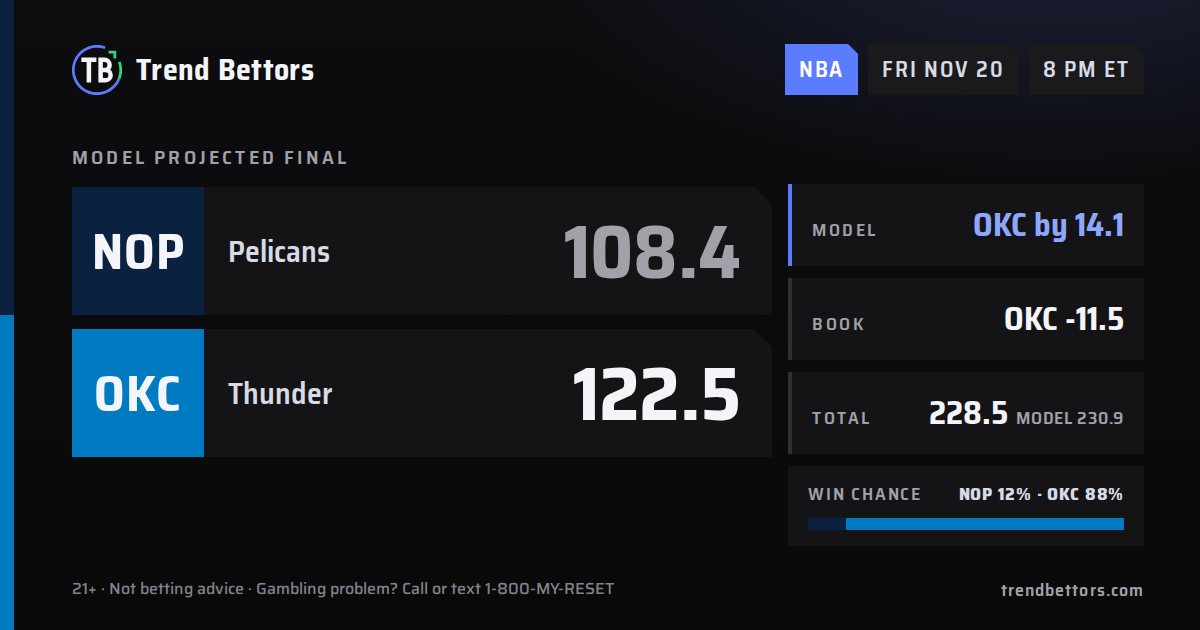 TB Trend Bettors
NBA FRI NOV 20 8 PM ET
MODEL PROJECTED FINAL
NOP Pelicans 108.4
OKC Thunder 122.5
MODEL OKC by 14.1
BOOK OKC -11.5
TOTAL 228.5 MODEL 230.9
WIN CHANCE NOP 12% · OKC 88%
21+ · Not betting advice · Gambling problem? Call or text 1-800-MY-RESET
trendbettors.com